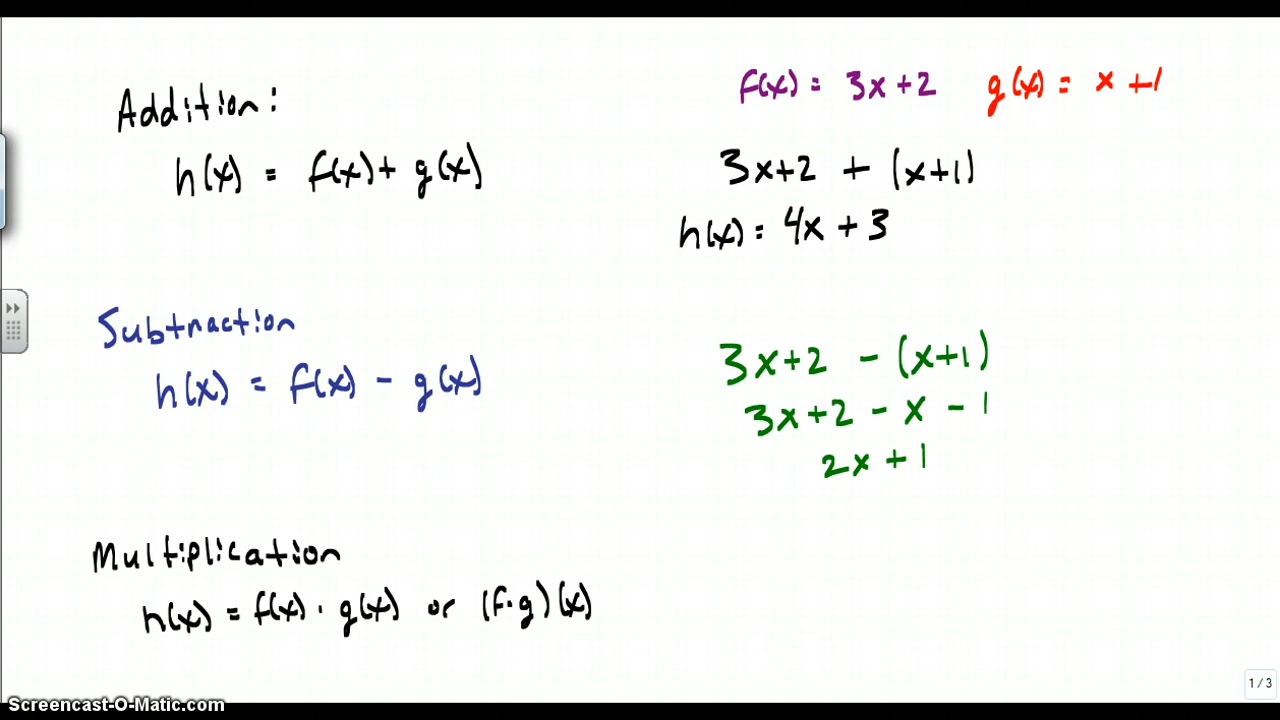 Addition:
h(x) = f(x) + g(x)
f(x) = 3x + 2   g(x) = x + 1
3x + 2 + (x + 1)
h(x) = 4x + 3
Subtraction
h(x) = f(x) - g(x)
3x + 2 - (x + 1)
3x + 2 - x - 1
2x + 1
Multiplication
h(x) = f(x) · g(x) or (f·g)(x)
1 / 3
Screencast-O-Matic.com